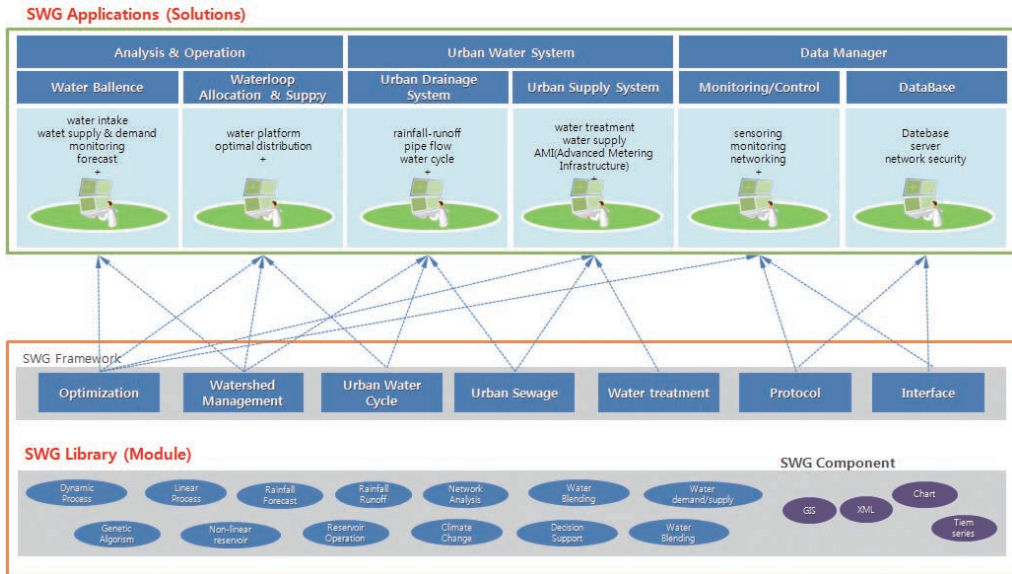 SWG Applications (Solutions)
Analysis & Operation
Urban Water System
Data Manager
Water Ballence
Waterloop
Allocation & Suppy
Urban Drainage
System
Urban Supply System
Monitoring/Control
DataBase
water intake
watet supply & demand
monitoring
forecast
+
water platform
optimal distribution
+
rainfall-runoff
pipe flow
water cycle
+
water treatment
water supply
AMI(Advanced Metering
Infrastructure)
+
sensoring
monitoring
networking
+
Datebase
server
network security
SWG Framework
Optimization
Watershed
Management
Urban Water
Cycle
Urban Sewage
Water treatment
Protocol
Interface
SWG Library (Module)
SWG Component
Dynamic
Process
Linear
Process
Rainfall
Forecast
Rainfall
Runoff
Network
Analysis
Water
Blending
Water
demand/supply
Genetic
Algorism
Non-linear
reservoir
Reservoir
Operation
Climate
Change
Decision
Support
Water
Blending
GIS
XML
Chart
Tiem
series